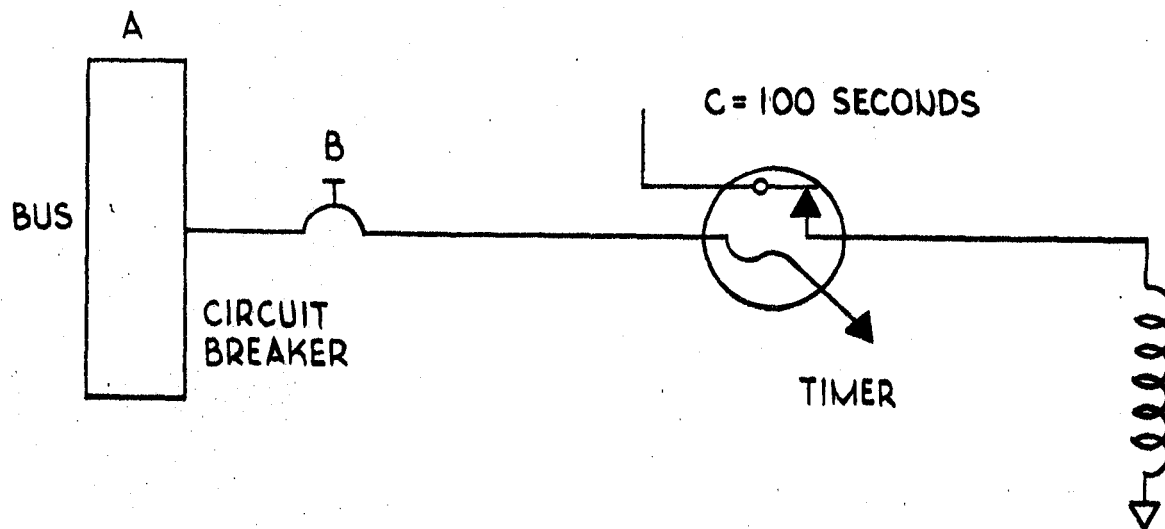 A
C = 100 SECONDS
B
BUS
CIRCUIT
BREAKER
TIMER